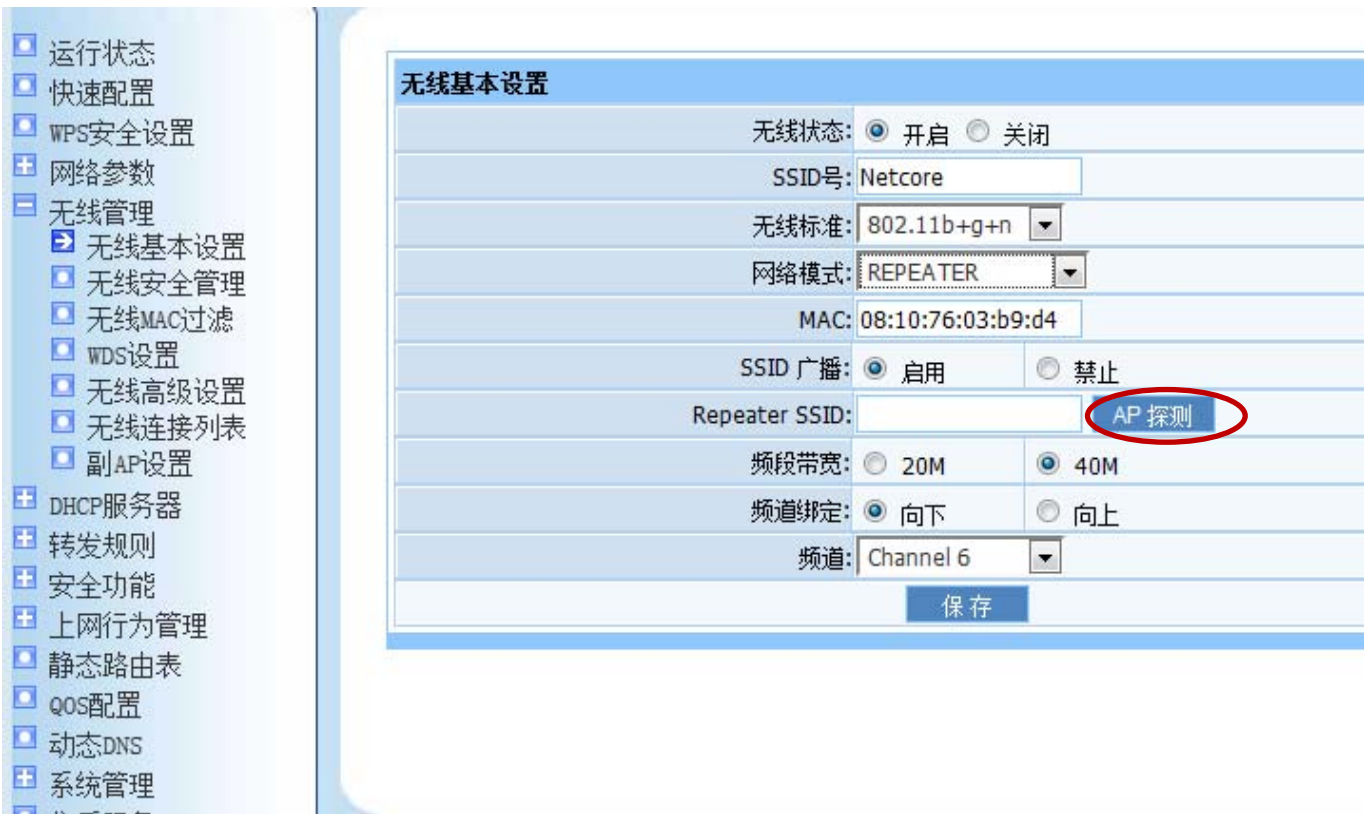 运行状态
快速配置
WPS安全设置
网络参数
无线管理
无线基本设置
无线安全管理
无线MAC过滤
WDS设置
无线高级设置
无线连接列表
副AP设置
DHCP服务器
转发规则
安全功能
上网行为管理
静态路由表
QOS配置
动态DNS
系统管理
无线基本设置
无线状态: 开启 关闭
SSID号: Netcore
无线标准: 802.11b+g+n
网络模式: REPEATER
MAC: 08:10:76:03:b9:d4
SSID 广播: 启用 禁止
Repeater SSID: AP 探测
频段带宽: 20M 40M
频道绑定: 向下 向上
频道: Channel 6
保存